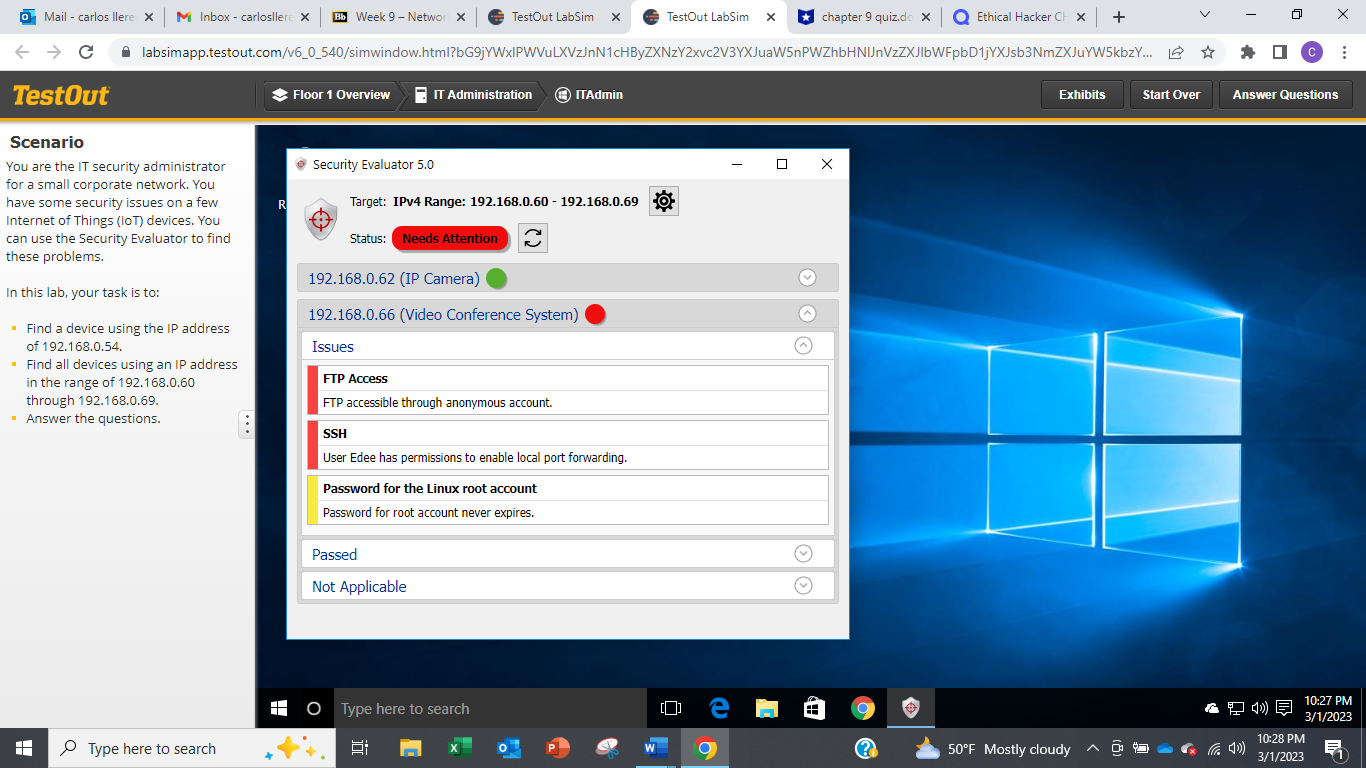 Mail - carlos llere
Inbox - carlosllere
Bb
Week 9 – Networ
TestOut LabSim
TestOut LabSim
chapter 9 quiz.do
Ethical Hacker Ch
labsimapp.testout.com/v6_0_540/simwindow.html?bG9jYWxIPWVuLXVzJnN1cHByZXNzY2xvc2V3YXJuaW5nPWZhbHNlJnVzZXJlbWFpbD1jYXJsb3NmZXJuYW5kbzY...
C
TestOut
Floor 1 Overview
IT Administration
ITAdmin
Exhibits
Start Over
Answer Questions
Scenario
You are the IT security administrator
for a small corporate network. You
have some security issues on a few
Internet of Things (IoT) devices. You
can use the Security Evaluator to find
these problems.
In this lab, your task is to:
Find a device using the IP address
of 192.168.0.54.
Find all devices using an IP address
in the range of 192.168.0.60
through 192.168.0.69.
Answer the questions.
R
Security Evaluator 5.0
Target: IPv4 Range: 192.168.0.60 - 192.168.0.69
Status: Needs Attention
192.168.0.62 (IP Camera)
192.168.0.66 (Video Conference System)
Issues
FTP Access
FTP accessible through anonymous account.
SSH
User Edee has permissions to enable local port forwarding.
Password for the Linux root account
Password for root account never expires.
Passed
Not Applicable
Type here to search
10:27 PM
3/1/2023
Type here to search
50°F Mostly cloudy
10:28 PM
3/1/2023
1